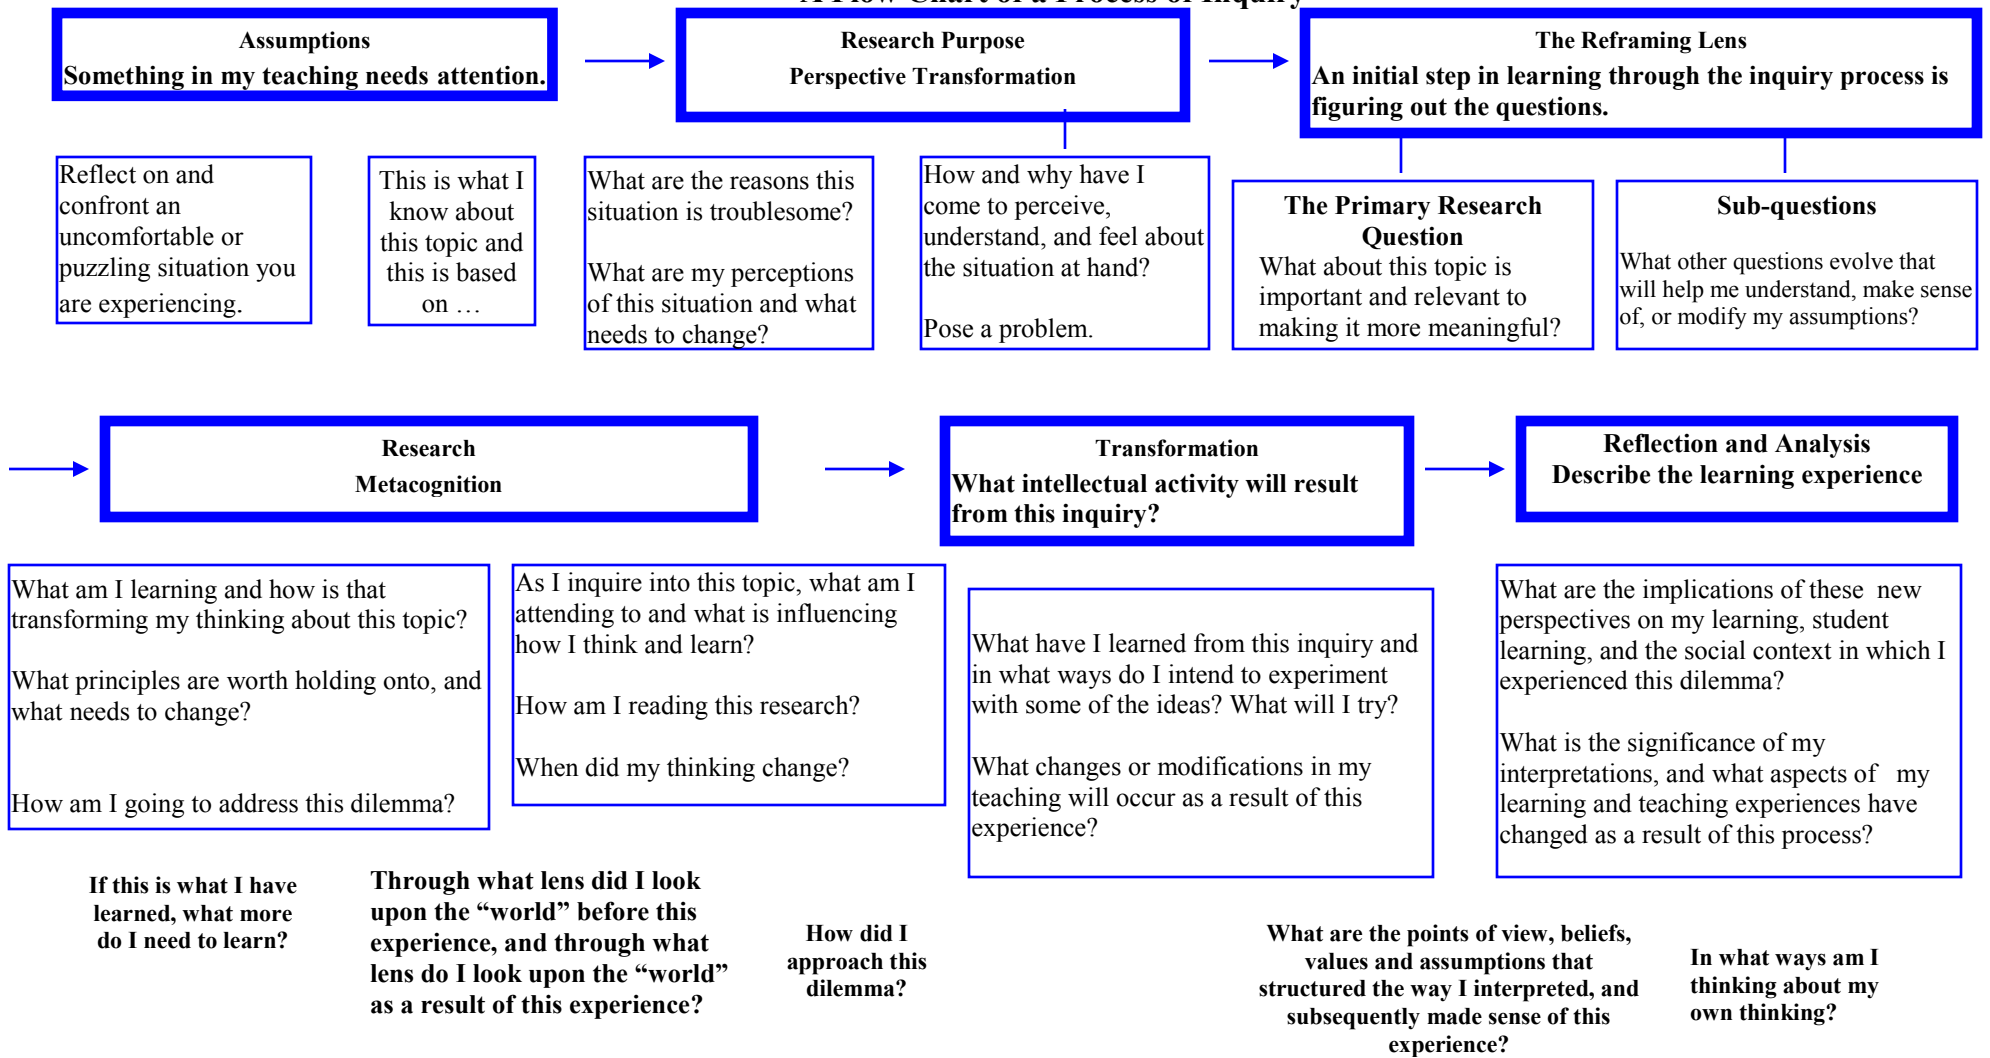 A Flow Chart of a Process of Inquiry
Assumptions
Something in my teaching needs attention.
Research Purpose
Perspective Transformation
The Reframing Lens
An initial step in learning through the inquiry process is
figuring out the questions.
Reflect on and
confront an
uncomfortable or
puzzling situation you
are experiencing.
This is what I
know about
this topic and
this is based
on …
What are the reasons this
situation is troublesome?
What are my perceptions
of this situation and what
needs to change?
How and why have I
come to perceive,
understand, and feel about
the situation at hand?
Pose a problem.
The Primary Research
Question
What about this topic is
important and relevant to
making it more meaningful?
Sub-questions
What other questions evolve that
will help me understand, make sense
of, or modify my assumptions?
Research
Metacognition
Transformation
What intellectual activity will result
from this inquiry?
Reflection and Analysis
Describe the learning experience
What am I learning and how is that
transforming my thinking about this topic?
What principles are worth holding onto, and
what needs to change?
How am I going to address this dilemma?
As I inquire into this topic, what am I
attending to and what is influencing
how I think and learn?
How am I reading this research?
When did my thinking change?
What have I learned from this inquiry and
in what ways do I intend to experiment
with some of the ideas? What will I try?
What changes or modifications in my
teaching will occur as a result of this
experience?
What are the implications of these new
perspectives on my learning, student
learning, and the social context in which I
experienced this dilemma?
What is the significance of my
interpretations, and what aspects of my
learning and teaching experiences have
changed as a result of this process?
If this is what I have
learned, what more
do I need to learn?
Through what lens did I look
upon the “world” before this
experience, and through what
lens do I look upon the “world”
as a result of this experience?
How did I
approach this
dilemma?
What are the points of view, beliefs,
values and assumptions that
structured the way I interpreted, and
subsequently made sense of this
experience?
In what ways am I
thinking about my
own thinking?